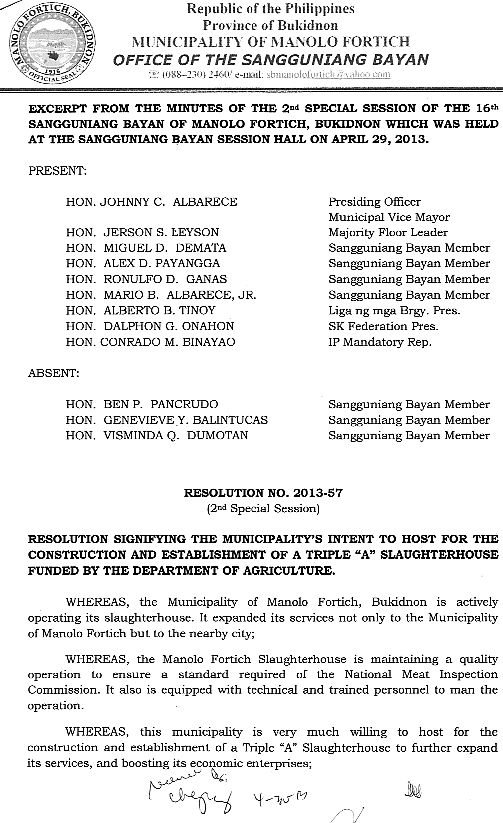 Republic of the Philippines
Province of Bukidnon
MUNICIPALITY OF MANOLO FORTICH
OFFICE OF THE SANGGUNIANG BAYAN
☏ (088–230) 2460/ e-mail: sbmanolofortich@yahoo.com
MANOLO FORTICH, BUKIDNON
OFFICIAL SEAL
EXCERPT FROM THE MINUTES OF THE 2nd SPECIAL SESSION OF THE 16th
SANGGUNIANG BAYAN OF MANOLO FORTICH, BUKIDNON WHICH WAS HELD
AT THE SANGGUNIANG BAYAN SESSION HALL ON APRIL 29, 2013.
PRESENT:
HON. JOHNNY C. ALBARECE Presiding Officer
Municipal Vice Mayor
HON. JERSON S. LEYSON Majority Floor Leader
HON. MIGUEL D. DEMATA Sangguniang Bayan Member
HON. ALEX D. PAYANGGA Sangguniang Bayan Member
HON. RONULFO D. GANAS Sangguniang Bayan Member
HON. MARIO B. ALBARECE, JR. Sangguniang Bayan Member
HON. ALBERTO B. TINOY Liga ng mga Brgy. Pres.
HON. DALPHON G. ONAHON SK Federation Pres.
HON. CONRADO M. BINAYAO IP Mandatory Rep.
ABSENT:
HON. BEN P. PANCRUDO Sangguniang Bayan Member
HON. GENEVIEVE Y. BALINTUCAS Sangguniang Bayan Member
HON. VISMINDA Q. DUMOTAN Sangguniang Bayan Member
RESOLUTION NO. 2013-57
(2nd Special Session)
RESOLUTION SIGNIFYING THE MUNICIPALITY'S INTENT TO HOST FOR THE
CONSTRUCTION AND ESTABLISHMENT OF A TRIPLE "A" SLAUGHTERHOUSE
FUNDED BY THE DEPARTMENT OF AGRICULTURE.
WHEREAS, the Municipality of Manolo Fortich, Bukidnon is actively
operating its slaughterhouse. It expanded its services not only to the Municipality
of Manolo Fortich but to the nearby city;
WHEREAS, the Manolo Fortich Slaughterhouse is maintaining a quality
operation to ensure a standard required of the National Meat Inspection
Commission. It also is equipped with technical and trained personnel to man the
operation.
WHEREAS, this municipality is very much willing to host for the
construction and establishment of a Triple "A" Slaughterhouse to further expand
its services, and boosting its economic enterprises;